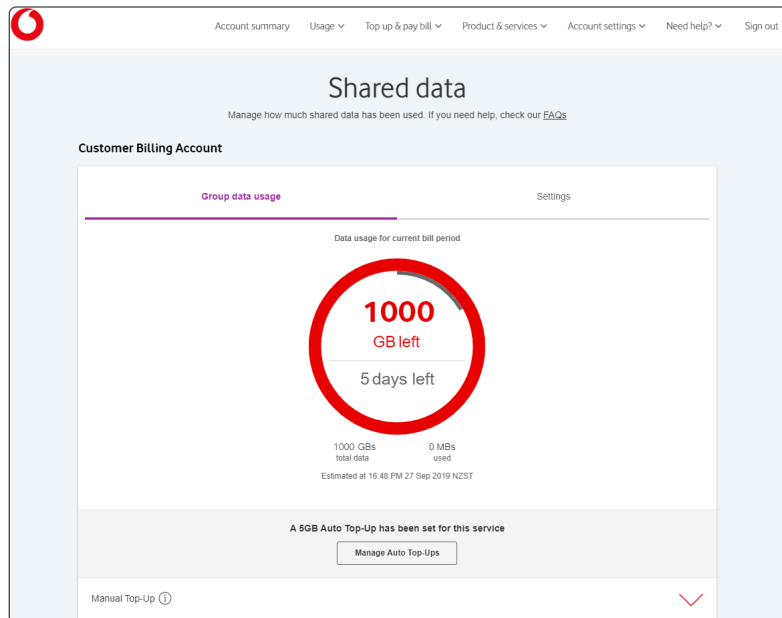 Account summary Usage Top up & pay bill Product & services Account settings Need help? Sign out
Shared data
Manage how much shared data has been used. If you need help, check our FAQs
Customer Billing Account
Group data usage Settings
Data usage for current bill period
1000
GB left
5 days left
1000 GBs 0 MBs
total data used
Estimated at 16:48 PM 27 Sep 2019 NZST
A 5GB Auto Top-Up has been set for this service
Manage Auto Top-Ups
Manual Top-Up i